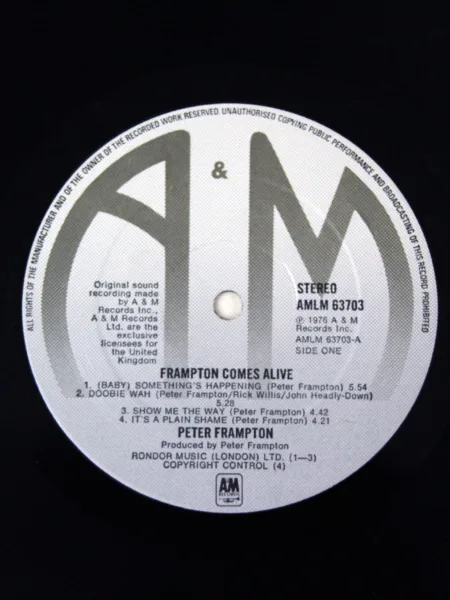 ALL RIGHTS OF THE MANUFACTURER AND OF THE OWNER OF THE RECORDED WORK RESERVED. UNAUTHORISED COPYING PUBLIC PERFORMANCE AND BROADCASTING OF THIS RECORD PROHIBITED
A & M
Original sound
recording made
by A & M
Records Inc.,
A & M Records
Ltd. are the
exclusive
licensees for
the United
Kingdom
STEREO
AMLM 63703
℗ 1976 A & M
Records Inc.
AMLM 63703-A
SIDE ONE
FRAMPTON COMES ALIVE
1. (BABY) SOMETHING'S HAPPENING (Peter Frampton) 5.54
2. DOOBIE WAH (Peter Frampton/Rick Willis/John Headly-Down)
5.28
3. SHOW ME THE WAY (Peter Frampton) 4.42
4. IT'S A PLAIN SHAME (Peter Frampton) 4.21
PETER FRAMPTON
Produced by Peter Frampton
RONDOR MUSIC (LONDON) LTD. (1—3)
COPYRIGHT CONTROL (4)
AM
RECORDS